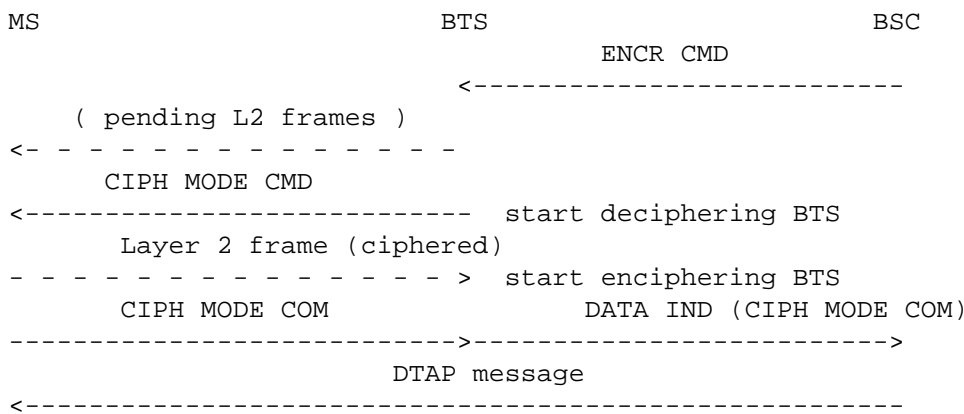 MS BTS BSC
ENCR CMD
<---------------------------
( pending L2 frames )
<- - - - - - - - - - - - - -
CIPH MODE CMD
<---------------------------- start deciphering BTS
Layer 2 frame (ciphered)
- - - - - - - - - - - - - - > start enciphering BTS
CIPH MODE COM DATA IND (CIPH MODE COM)
---------------------------->-------------------------->
DTAP message
<-------------------------------------------------------